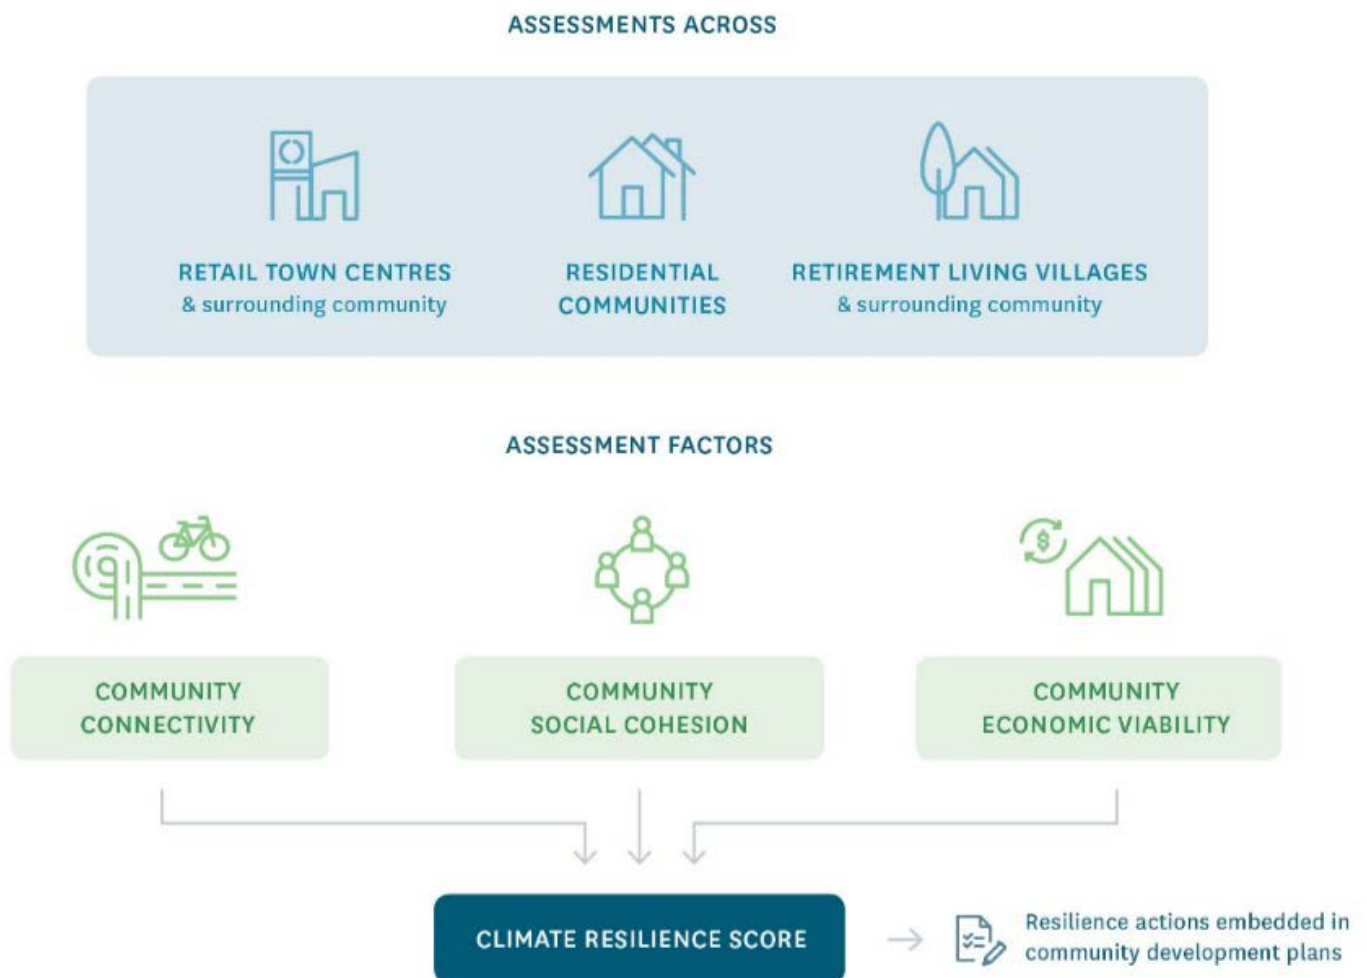 ASSESSMENTS ACROSS
RETAIL TOWN CENTRES
& surrounding community
RESIDENTIAL
COMMUNITIES
RETIREMENT LIVING VILLAGES
& surrounding community
ASSESSMENT FACTORS
$
COMMUNITY
CONNECTIVITY
COMMUNITY
SOCIAL COHESION
COMMUNITY
ECONOMIC VIABILITY
CLIMATE RESILIENCE SCORE
Resilience actions embedded in
community development plans